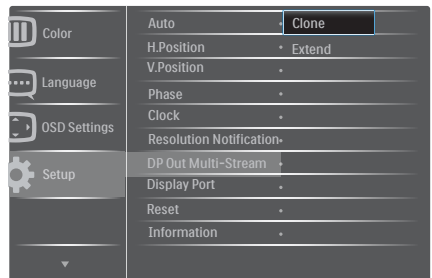 Color
Language
OSD Settings
Setup
Auto
H.Position
V.Position
Phase
Clock
Resolution Notification
DP Out Multi-Stream
Display Port
Reset
Information
Clone
Extend